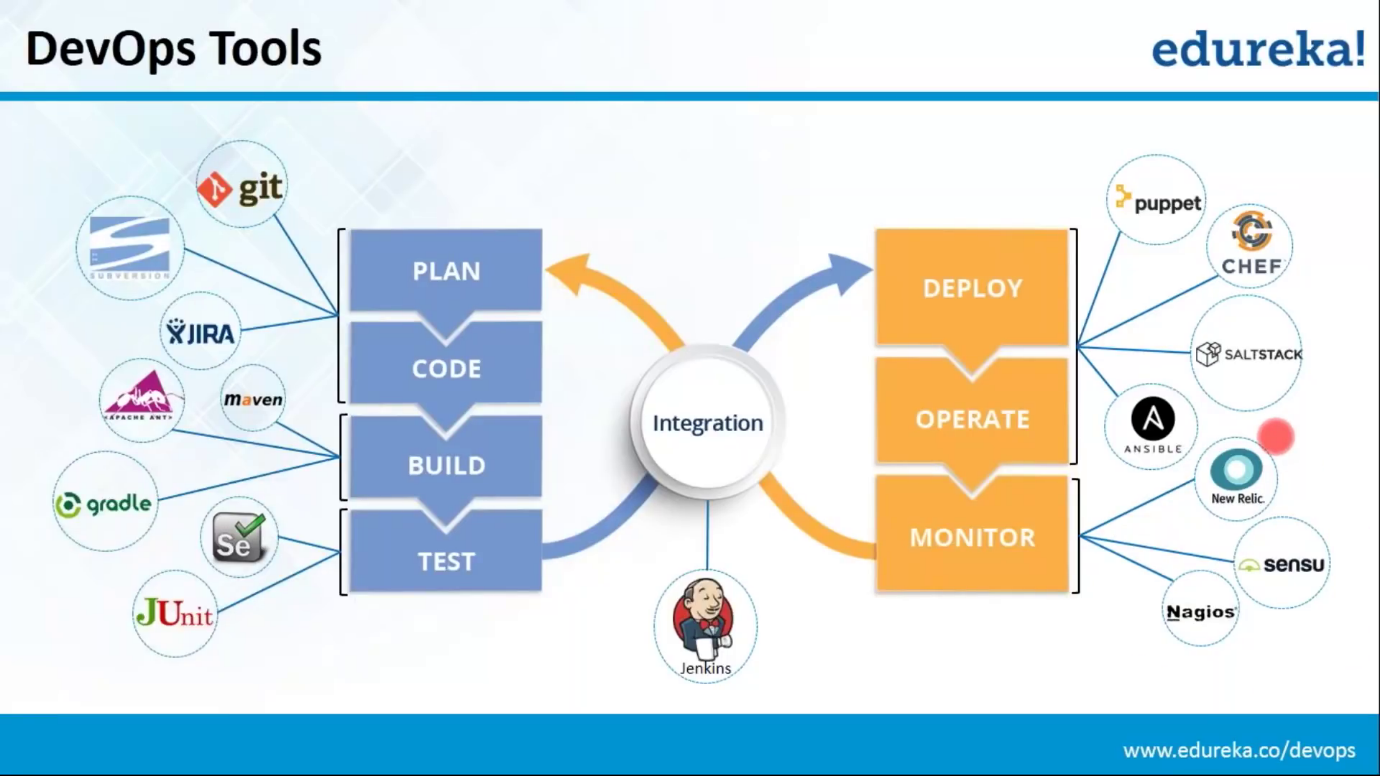 DevOps Tools
edureka!
git
SUBVERSION
JIRA
APACHE ANT
maven
gradle
Se
JUnit
PLAN
CODE
BUILD
TEST
Integration
Jenkins
DEPLOY
OPERATE
MONITOR
puppet
CHEF
SALTSTACK
A
ANSIBLE
New Relic.
sensu
Nagios®
www.edureka.co/devops